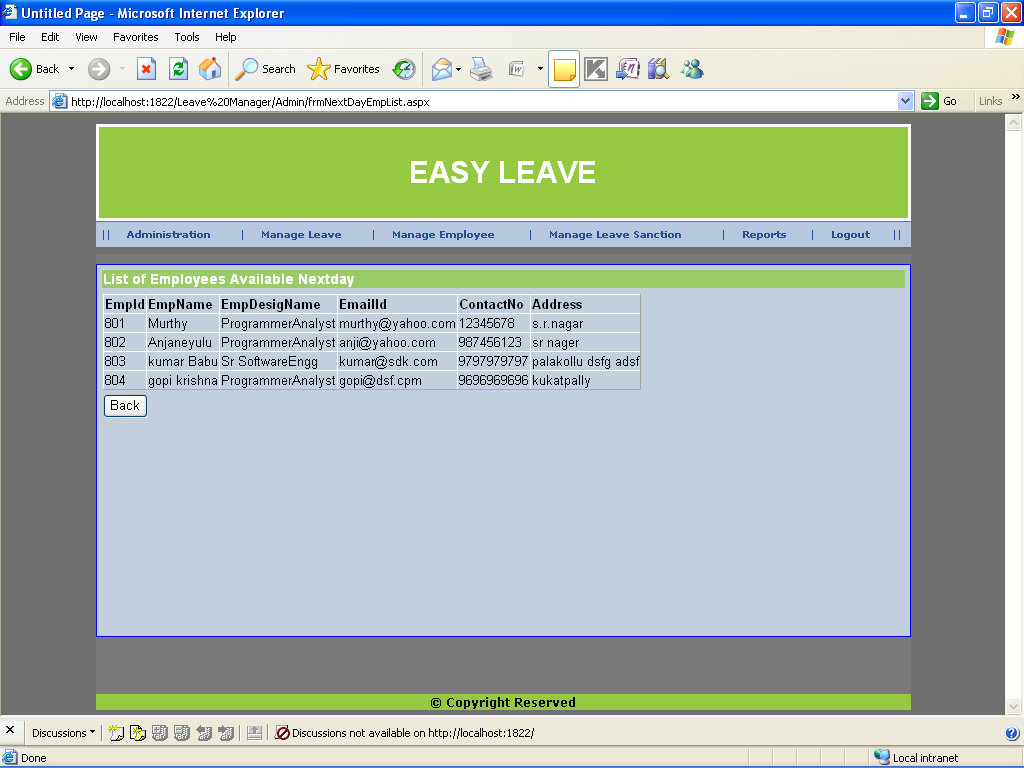 Untitled Page - Microsoft Internet Explorer
File Edit View Favorites Tools Help
Back Search Favorites
Address http://localhost:1822/Leave%20Manager/Admin/frmNextDayEmpList.aspx Go Links »
EASY LEAVE
|| Administration | Manage Leave | Manage Employee | Manage Leave Sanction | Reports | Logout ||
List of Employees Available Nextday
EmpId EmpName EmpDesigName EmailId ContactNo Address
801 Murthy ProgrammerAnalyst murthy@yahoo.com 12345678 s.r.nagar
802 Anjaneyulu ProgrammerAnalyst anji@yahoo.com 987456123 sr nager
803 kumar Babu Sr SoftwareEngg kumar@sdk.com 9797979797 palakollu dsfg adsf
804 gopi krishna ProgrammerAnalyst gopi@dsf.cpm 9696969696 kukatpally
Back
© Copyright Reserved
Discussions Discussions not available on http://localhost:1822/
Done Local intranet